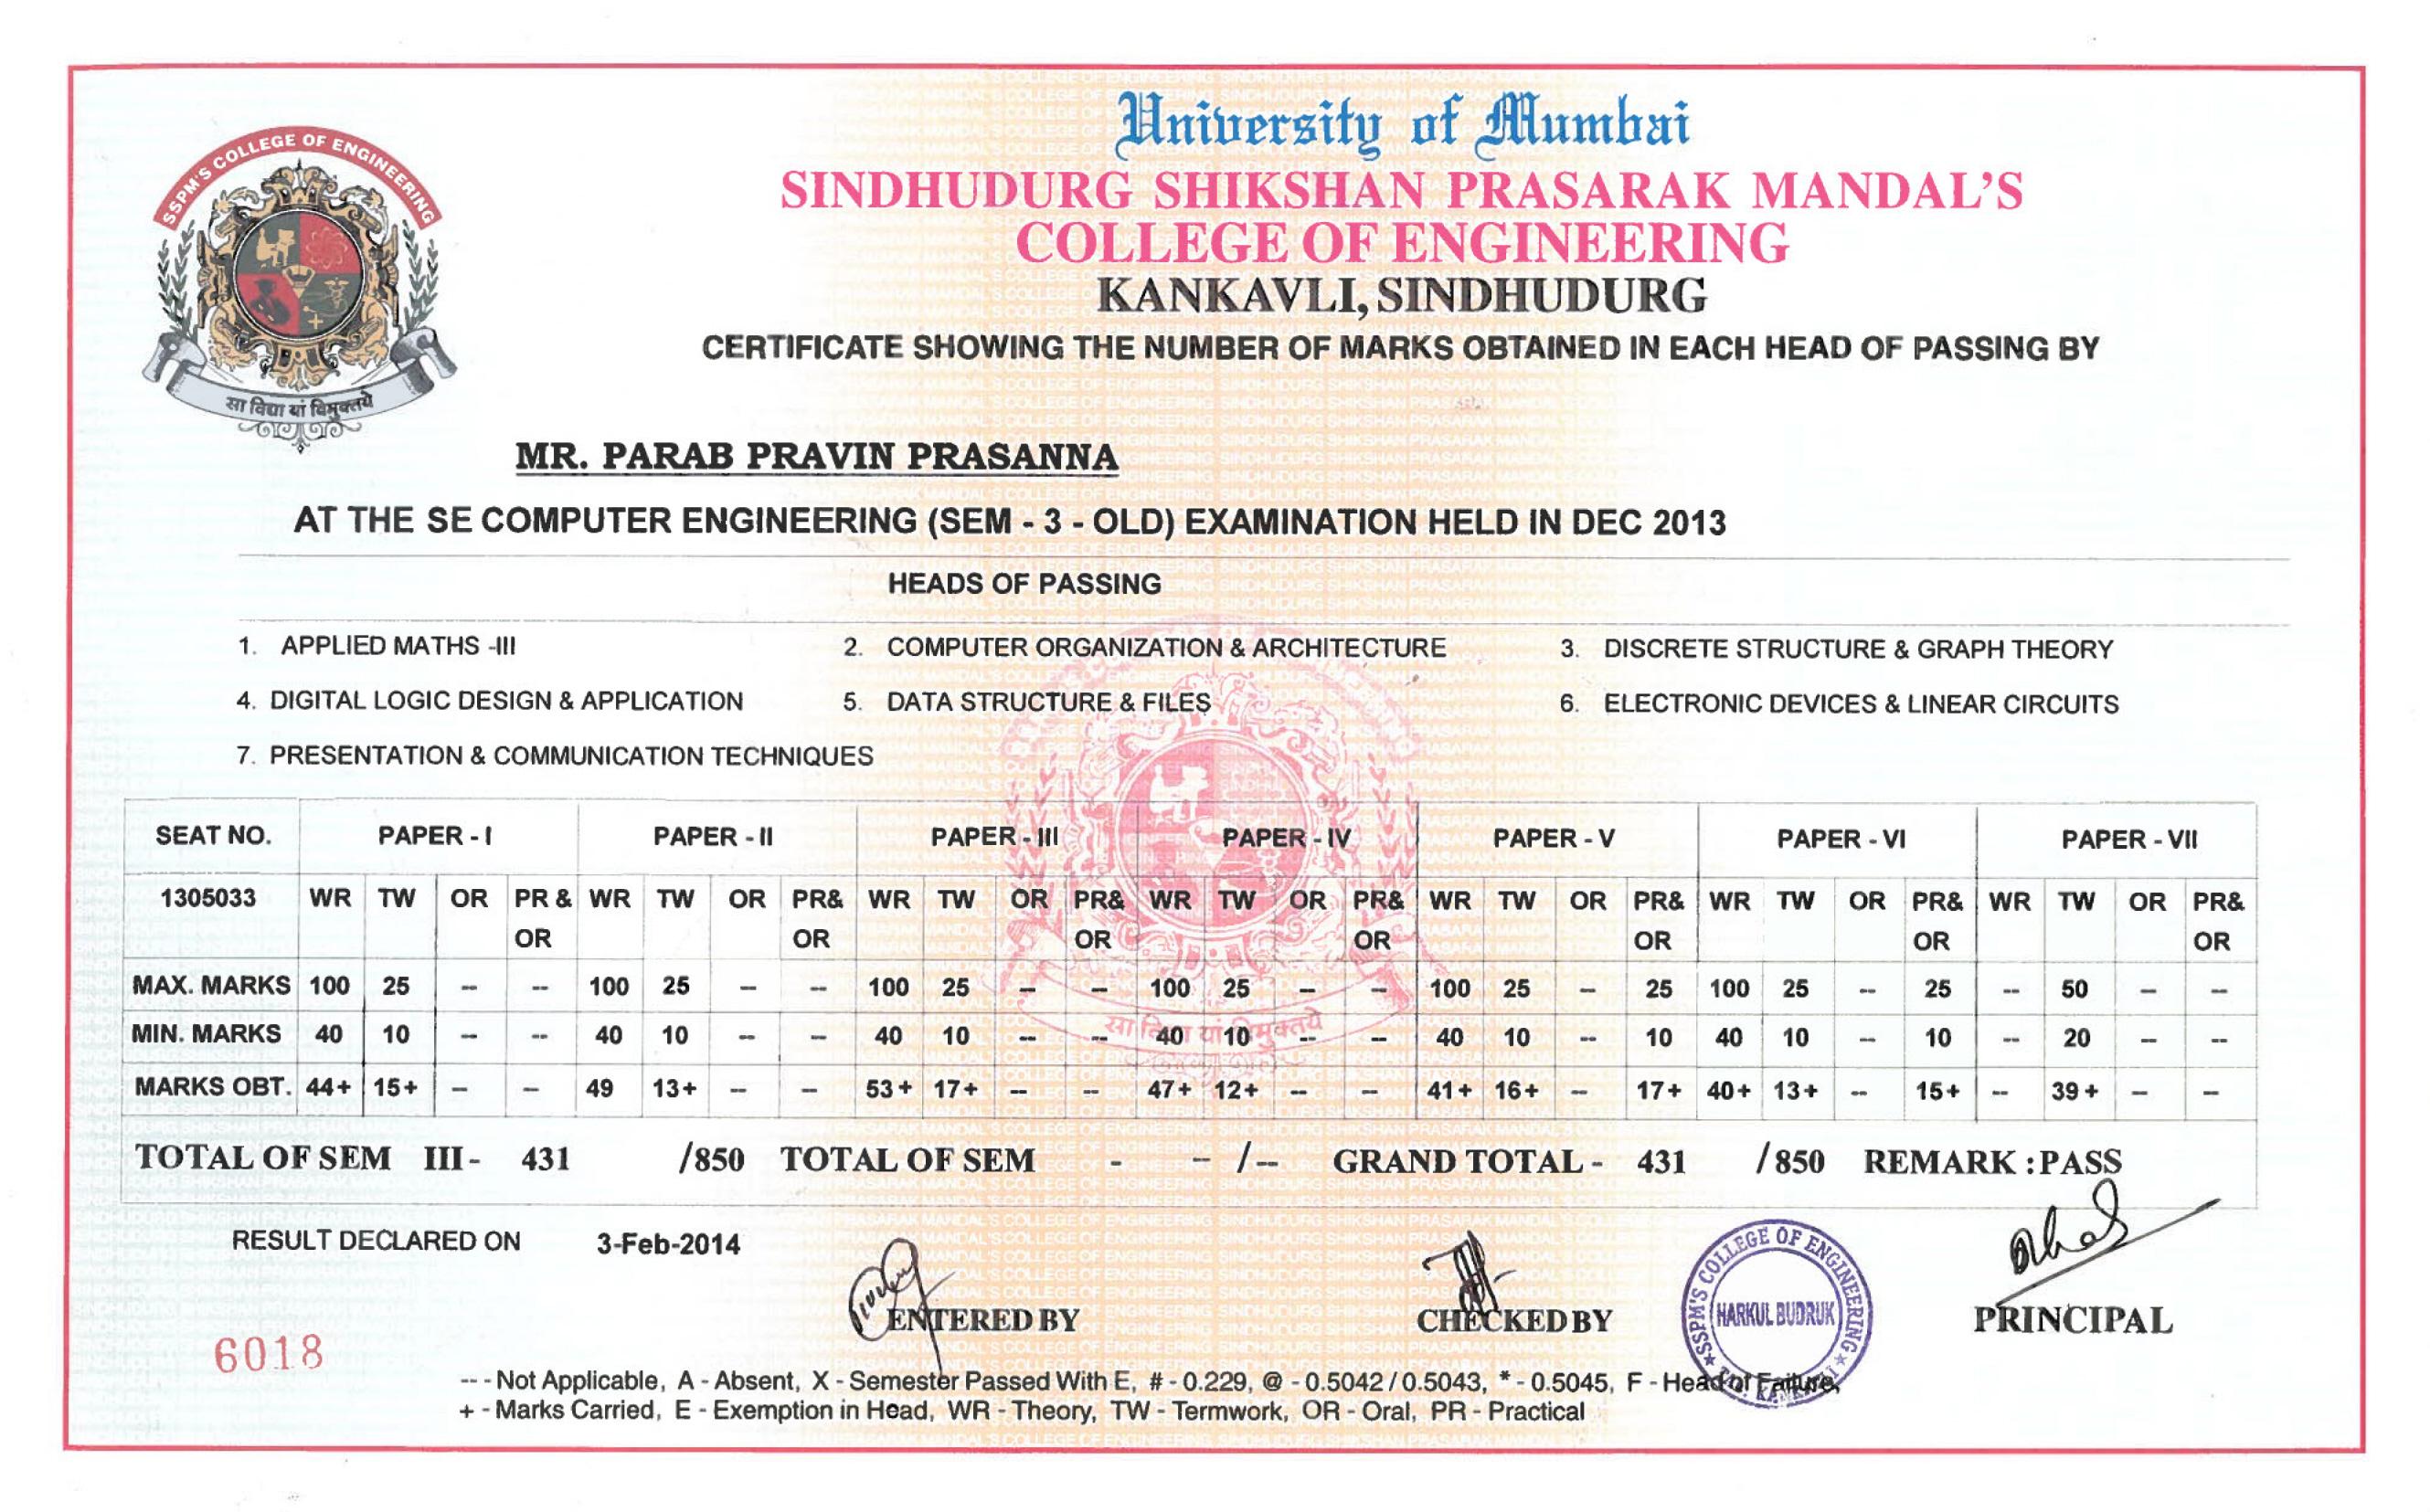 SSPM'S COLLEGE OF ENGINEERING
सा विद्या या विमुक्तये
University of Mumbai
SINDHUDURG SHIKSHAN PRASARAK MANDAL'S
COLLEGE OF ENGINEERING
KANKAVLI, SINDHUDURG
CERTIFICATE SHOWING THE NUMBER OF MARKS OBTAINED IN EACH HEAD OF PASSING BY
MR. PARAB PRAVIN PRASANNA
AT THE SE COMPUTER ENGINEERING (SEM - 3 - OLD) EXAMINATION HELD IN DEC 2013
HEADS OF PASSING
1. APPLIED MATHS -III 2. COMPUTER ORGANIZATION & ARCHITECTURE 3. DISCRETE STRUCTURE & GRAPH THEORY
4. DIGITAL LOGIC DESIGN & APPLICATION 5. DATA STRUCTURE & FILES 6. ELECTRONIC DEVICES & LINEAR CIRCUITS
7. PRESENTATION & COMMUNICATION TECHNIQUES
SEAT NO. PAPER - I PAPER - II PAPER - III PAPER - IV PAPER - V PAPER - VI PAPER - VII
1305033 WR TW OR PR & WR TW OR PR& WR TW OR PR& WR TW OR PR& WR TW OR PR& WR TW OR PR& WR TW OR PR&
OR OR OR OR OR OR OR
MAX. MARKS 100 25 -- -- 100 25 -- -- 100 25 -- -- 100 25 -- -- 100 25 -- 25 100 25 -- 25 -- 50 -- --
MIN. MARKS 40 10 -- -- 40 10 -- -- 40 10 -- -- 40 10 -- -- 40 10 -- 10 40 10 -- 10 -- 20 -- --
MARKS OBT. 44+ 15+ -- -- 49 13+ -- -- 53+ 17+ -- -- 47+ 12+ -- -- 41+ 16+ -- 17+ 40+ 13+ -- 15+ -- 39+ -- --
TOTAL OF SEM III- 431 /850 TOTAL OF SEM - - /-- GRAND TOTAL - 431 /850 REMARK : PASS
RESULT DECLARED ON 3-Feb-2014
ENTERED BY CHECKED BY PRINCIPAL
SSPM'S COLLEGE OF ENGINEERING
HARKUL BUDRUK
6018
-- - Not Applicable, A - Absent, X - Semester Passed With E, # - 0.229, @ - 0.5042 / 0.5043, * - 0.5045, F - Head of Failure,
+ - Marks Carried, E - Exemption in Head, WR - Theory, TW - Termwork, OR - Oral, PR - Practical